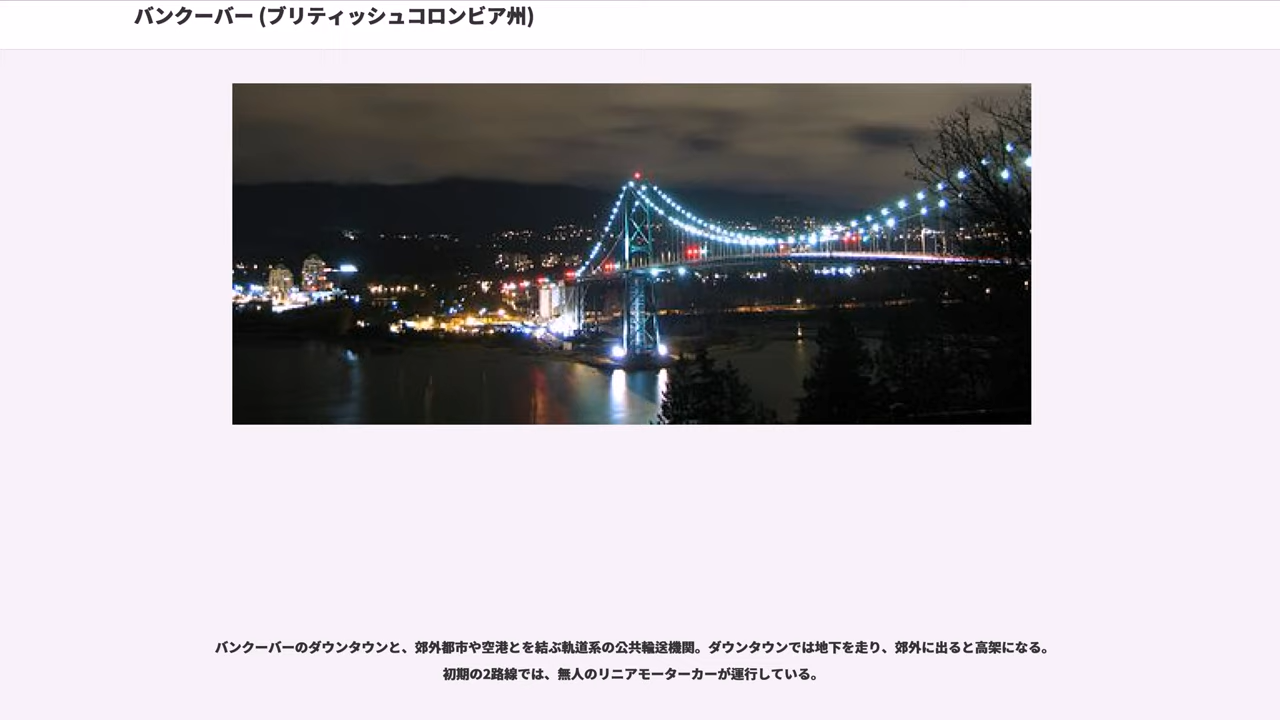 バンクーバー (ブリティッシュコロンビア州)
バンクーバーのダウンタウンと、郊外都市や空港とを結ぶ軌道系の公共輸送機関。ダウンタウンでは地下を走り、郊外に出ると高架になる。
初期の2路線では、無人のリニアモーターカーが運行している。